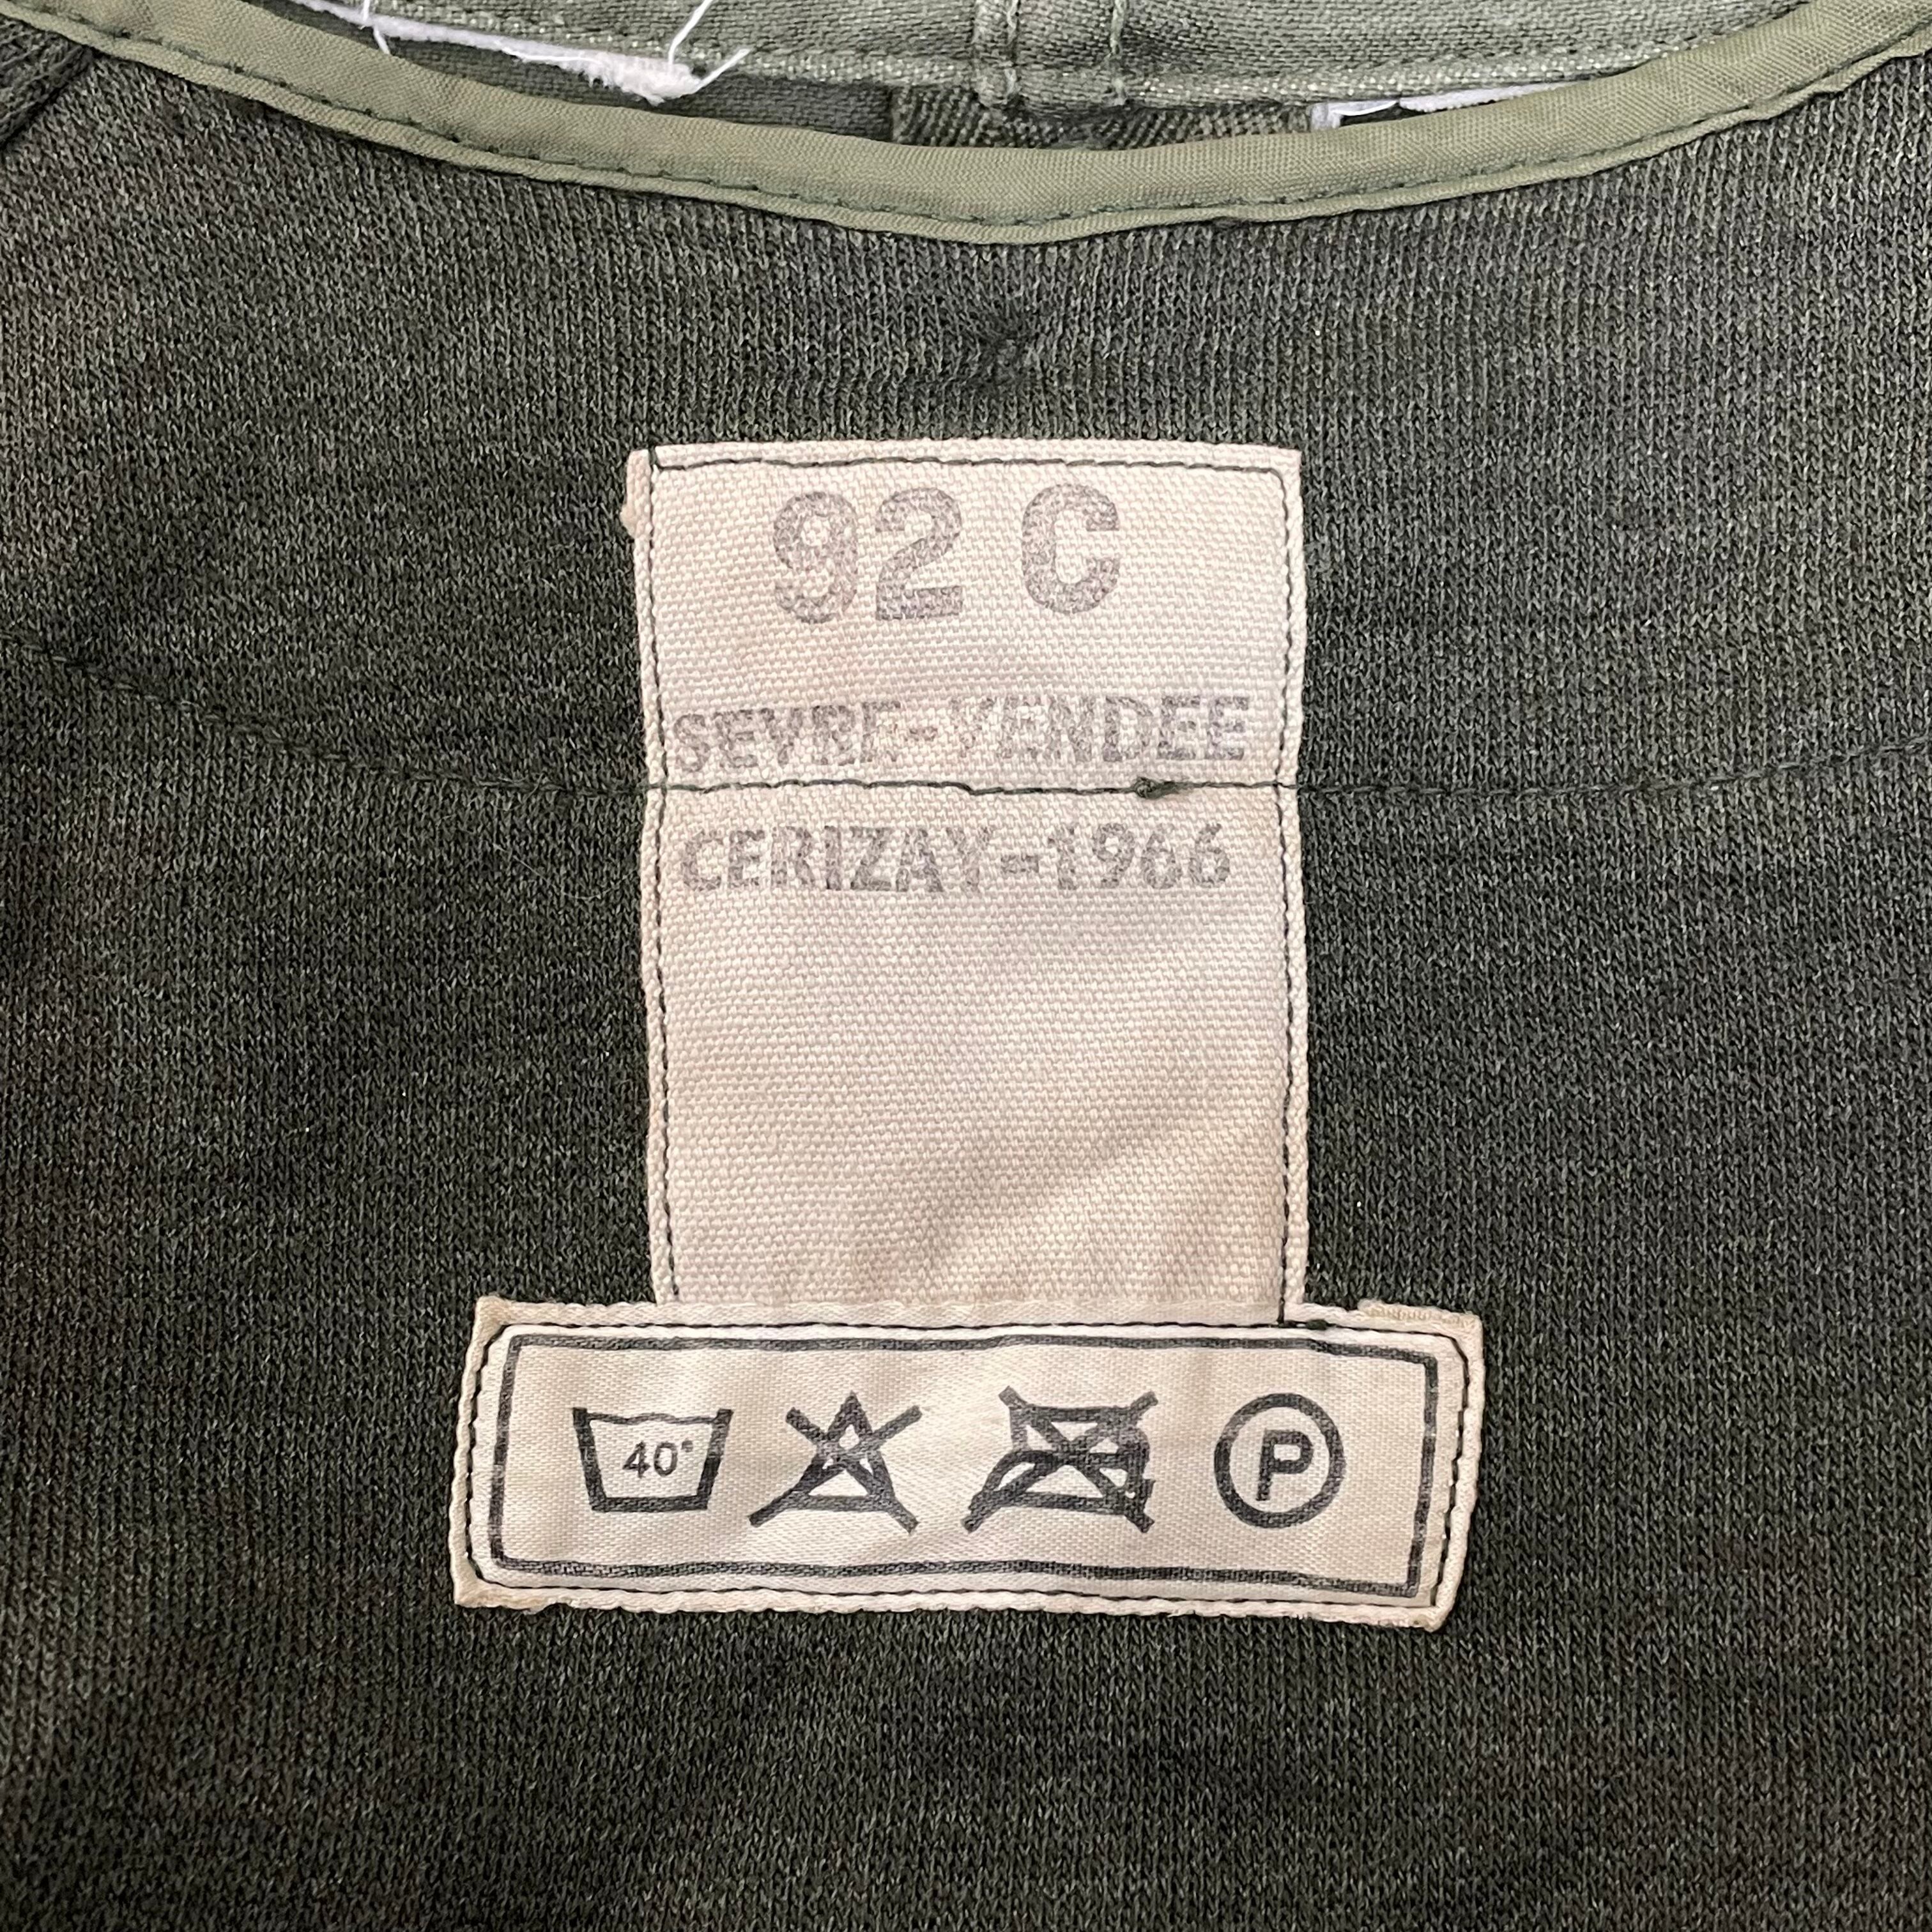 92 C
SEVRE-VENDEE
CERIZAY-1966
40°
P